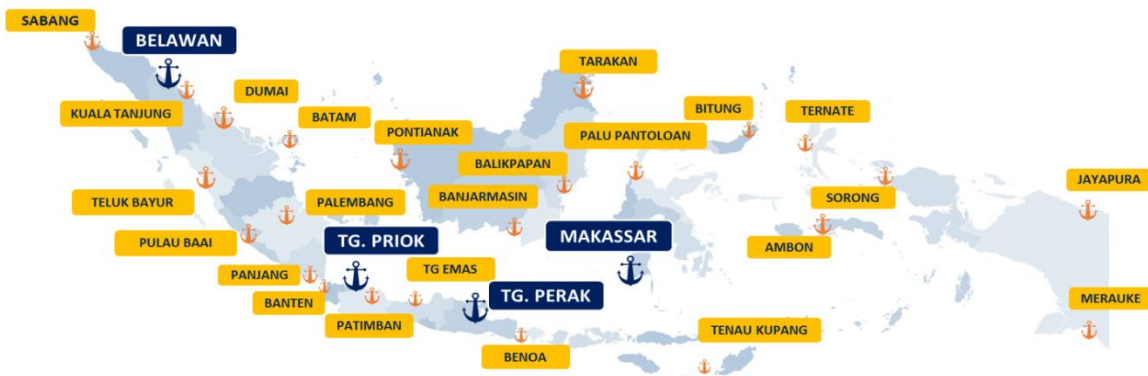 SABANG
BELAWAN
TARAKAN
DUMAI
BITUNG
TERNATE
KUALA TANJUNG
BATAM
PONTIANAK
PALU PANTOLOAN
BALIKPAPAN
JAYAPURA
TELUK BAYUR
PALEMBANG
BANJARMASIN
SORONG
PULAU BAAI
TG. PRIOK
MAKASSAR
AMBON
PANJANG
TG EMAS
BANTEN
TG. PERAK
MERAUKE
PATIMBAN
TENAU KUPANG
BENOA